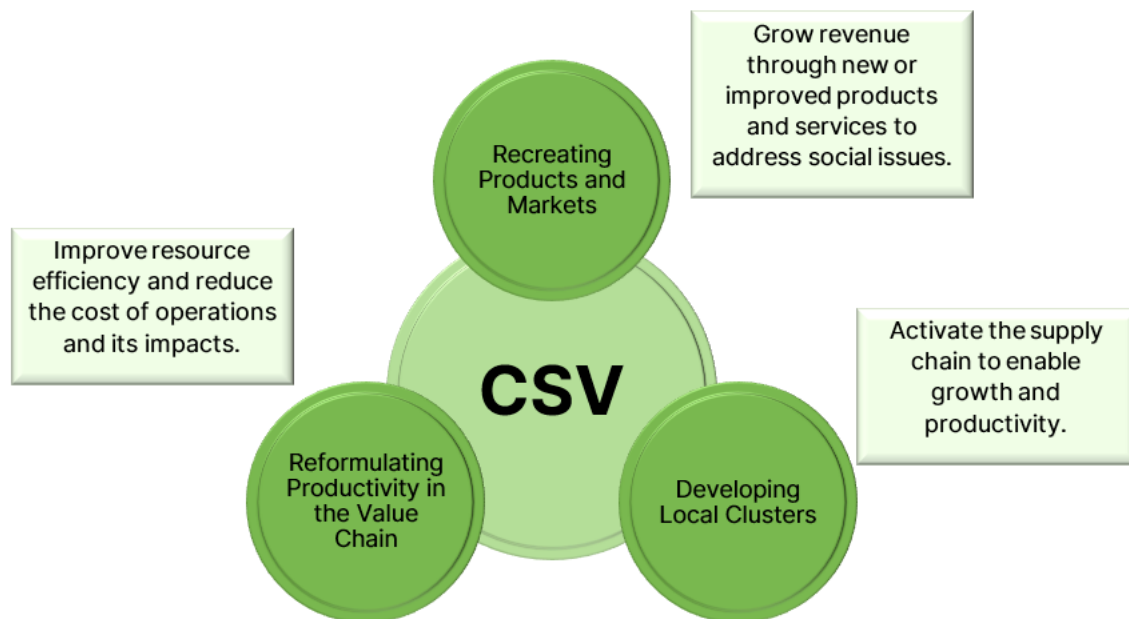 Grow revenue
through new or
improved products
and services to
address social issues.
Recreating
Products and
Markets
Improve resource
efficiency and reduce
the cost of operations
and its impacts.
CSV
Activate the supply
chain to enable
growth and
productivity.
Reformulating
Productivity in
the Value
Chain
Developing
Local Clusters